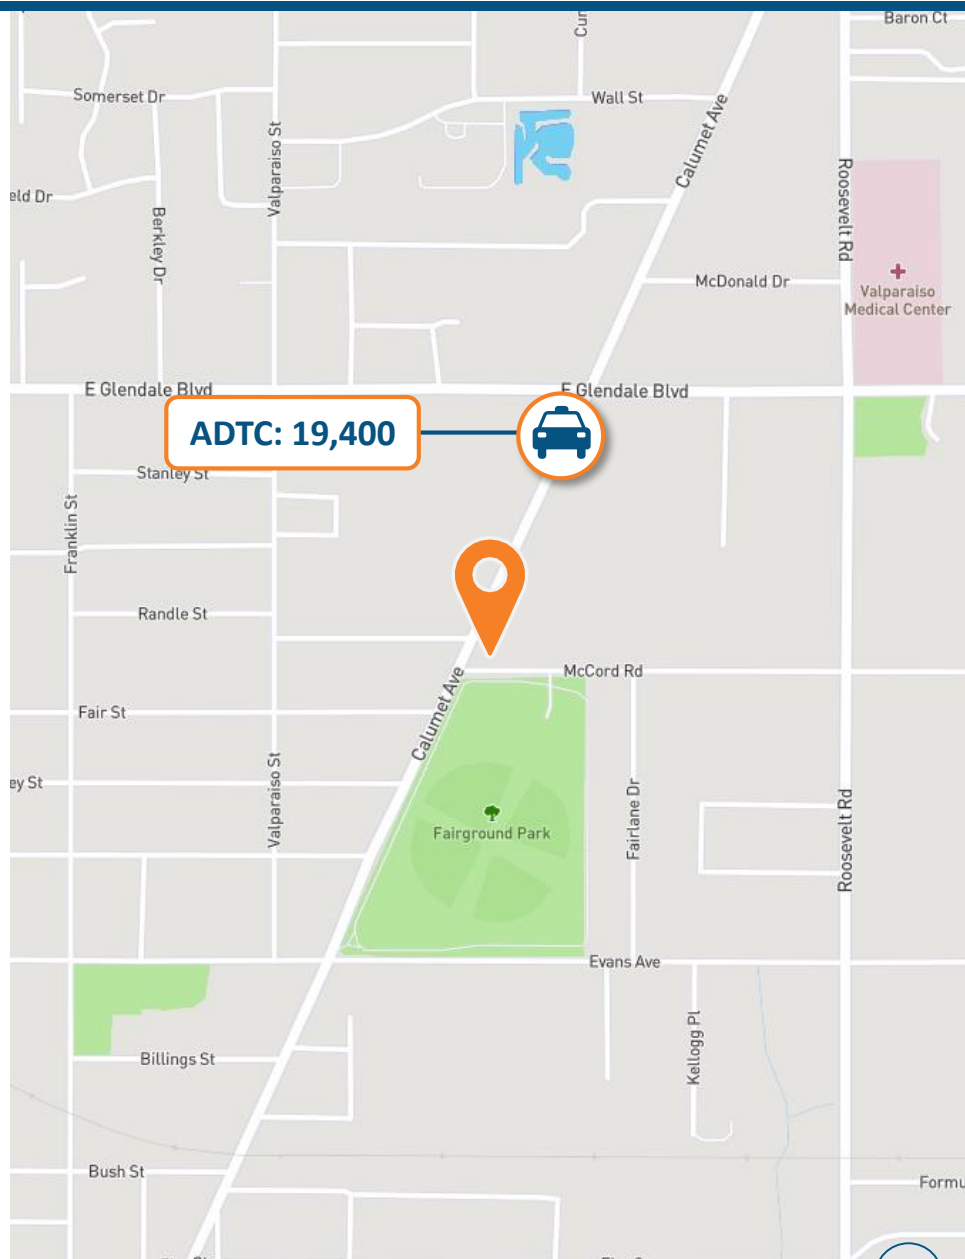 Baron Ct
Cur
Somerset Dr
Wall St
Calumet Ave
Valparaiso St
Roosevelt Rd
eld Dr
Berkley Dr
McDonald Dr
Valparaiso
Medical Center
E Glendale Blvd
E Glendale Blvd
ADTC: 19,400
Stanley St
Franklin St
Randle St
McCord Rd
Calumet Ave
Fair St
Valparaiso St
ey St
Fairlane Dr
Roosevelt Rd
Fairground Park
Evans Ave
Kellogg Pl
Billings St
Bush St
Formu